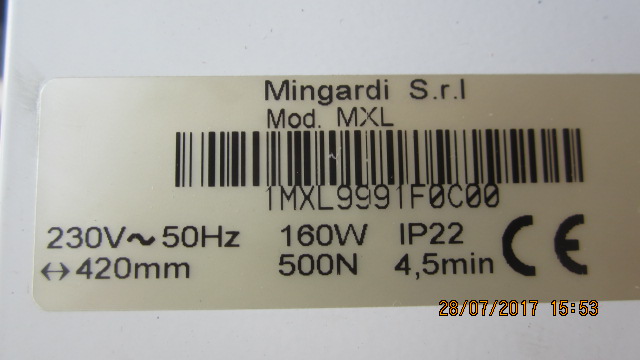 Mingardi S.r.l
Mod. MXL
1MXL9991F0C00
230V~50Hz 160W IP22
↔420mm 500N 4,5min CE
28/07/2017 15:53